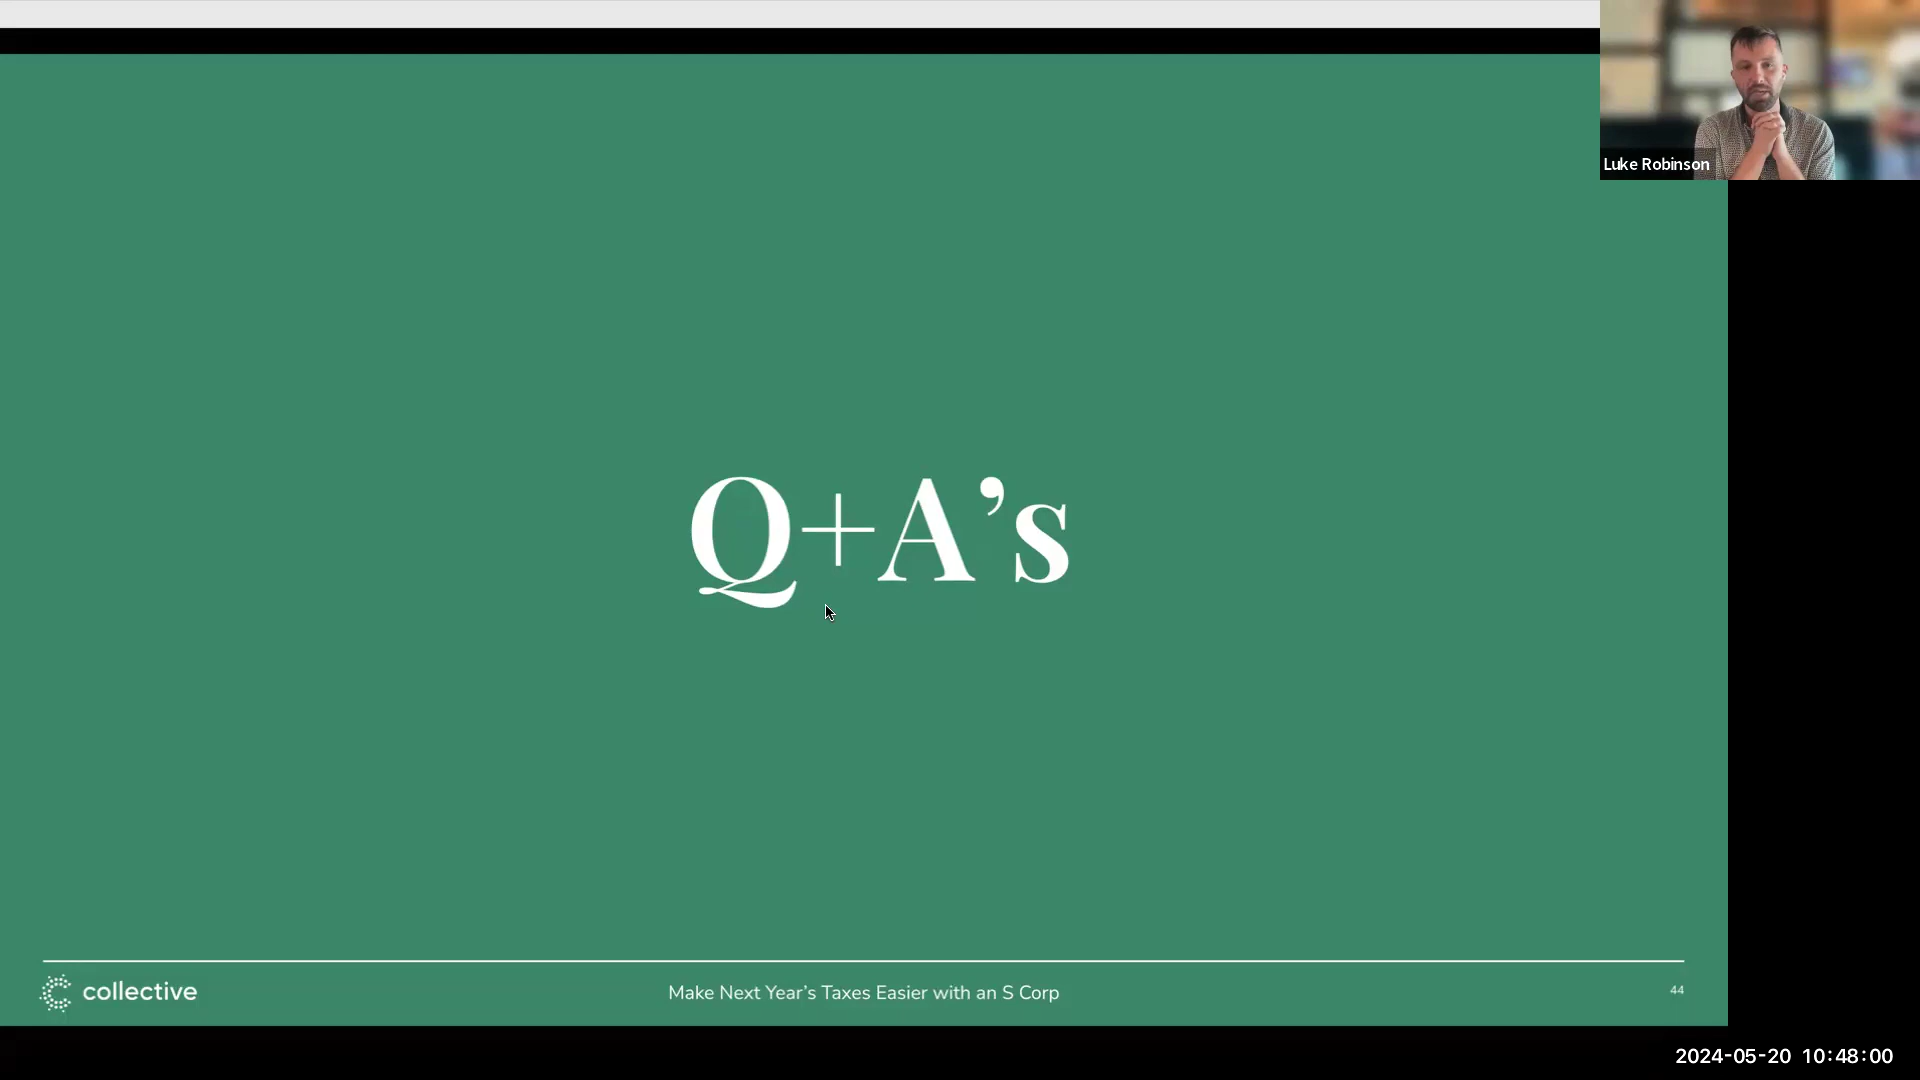 Luke Robinson
Q+A’s
collective
Make Next Year’s Taxes Easier with an S Corp
44
2024-05-20 10:48:00